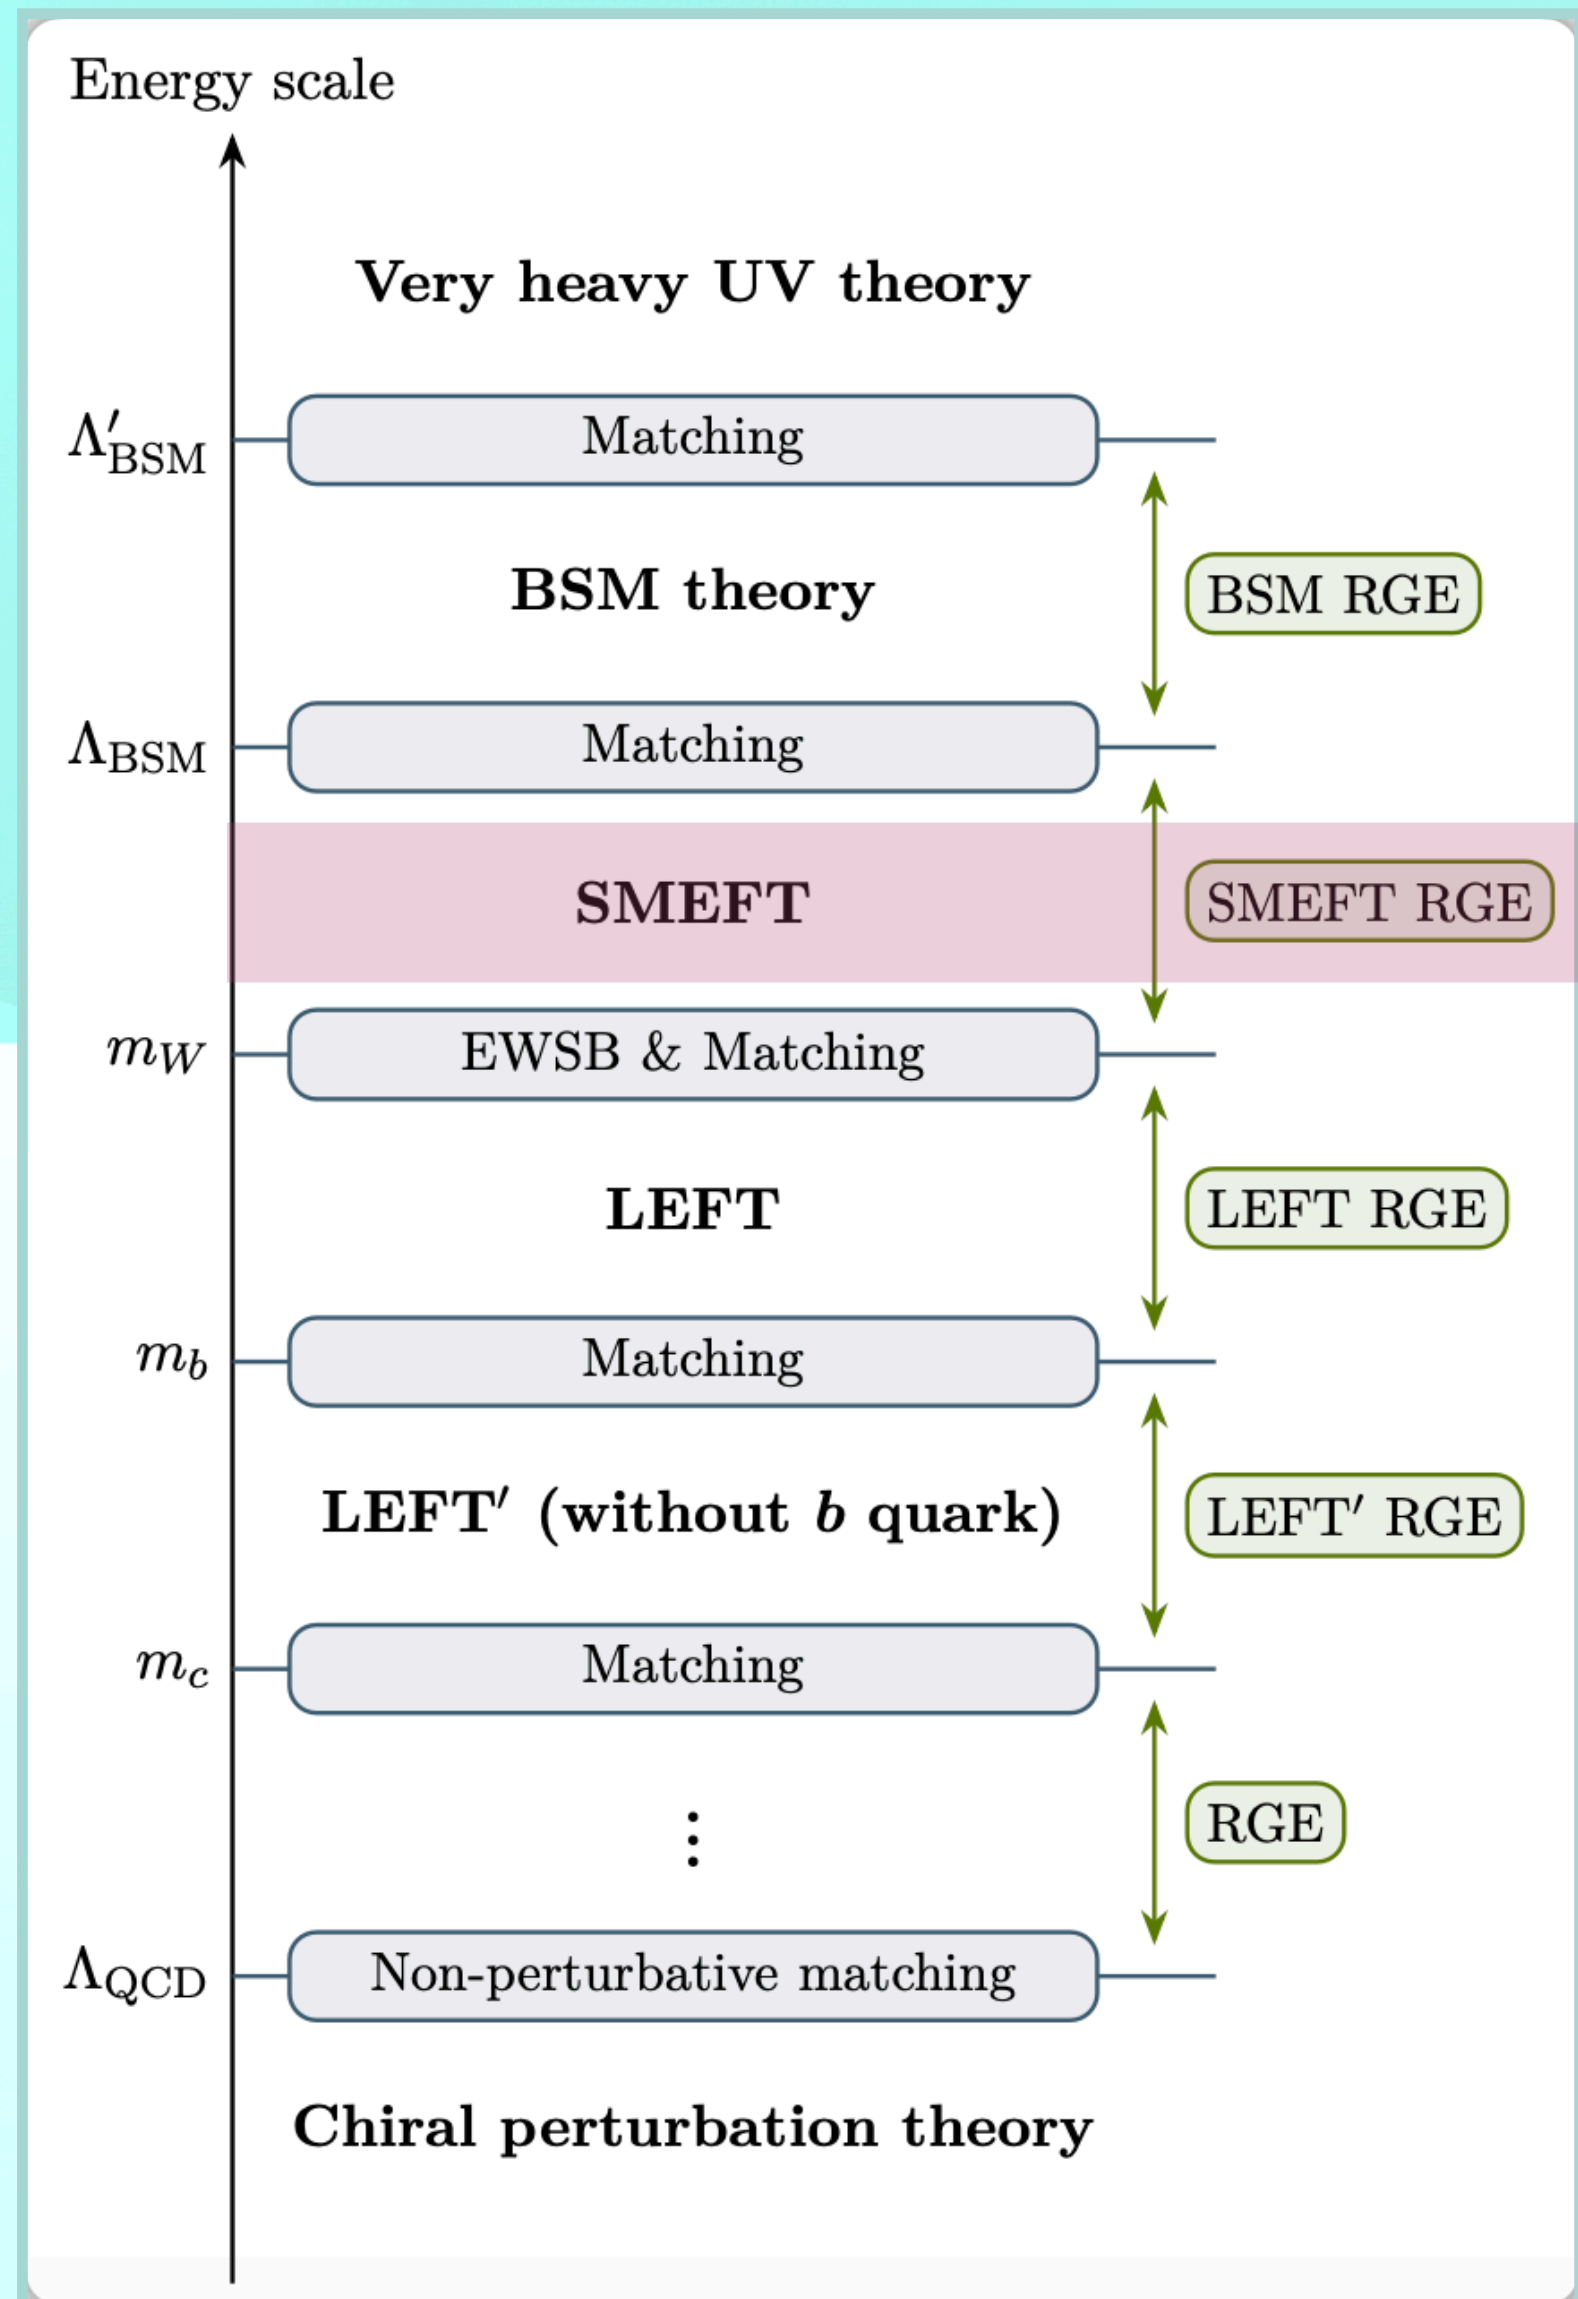 Energy scale
Very heavy UV theory
Λ′BSM Matching
BSM theory BSM RGE
ΛBSM Matching
SMEFT SMEFT RGE
mW EWSB & Matching
LEFT LEFT RGE
mb Matching
LEFT′ (without b quark) LEFT′ RGE
mc Matching
⋮ RGE
ΛQCD Non-perturbative matching
Chiral perturbation theory